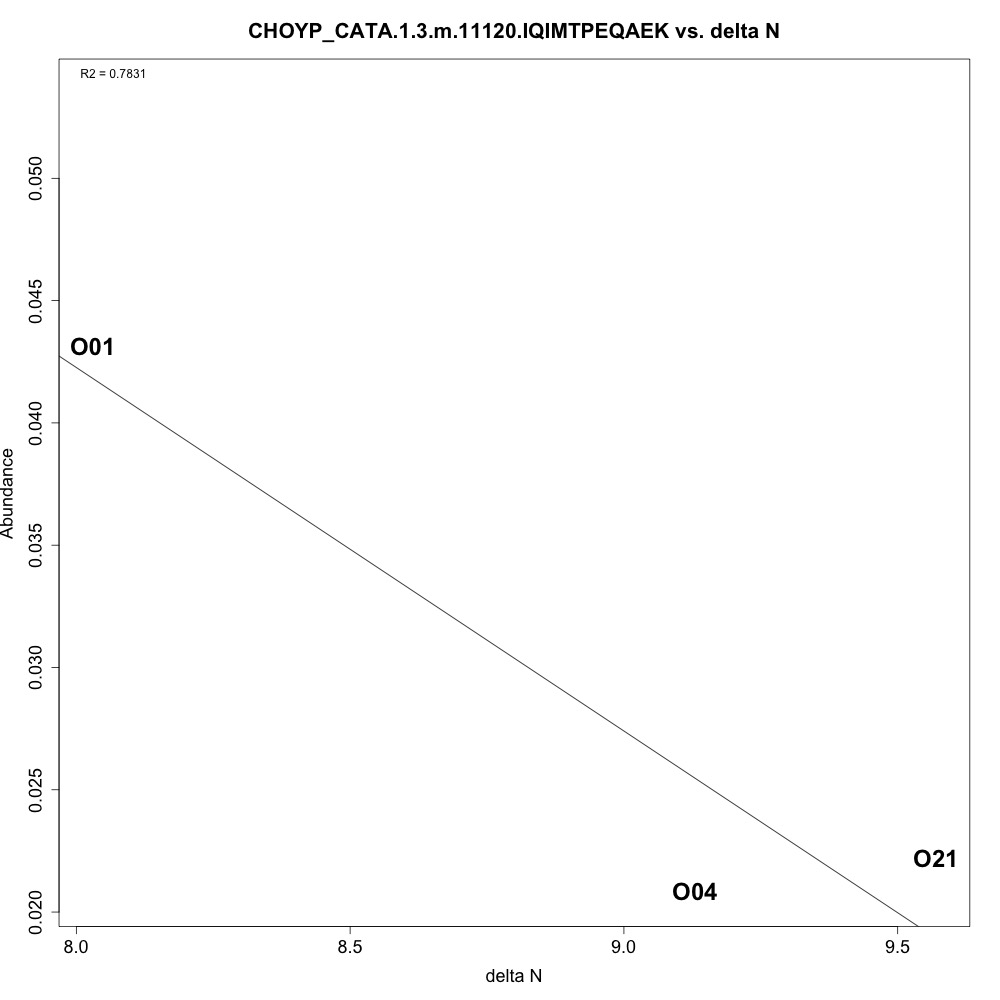 CHOYP_CATA.1.3.m.11120.IQIMTPEQAEK vs. delta N
R2 = 0.7831
0.050
0.045
O01
0.040
Abundance
0.035
0.030
0.025
O21
O04
0.020
8.0 8.5 9.0 9.5
delta N